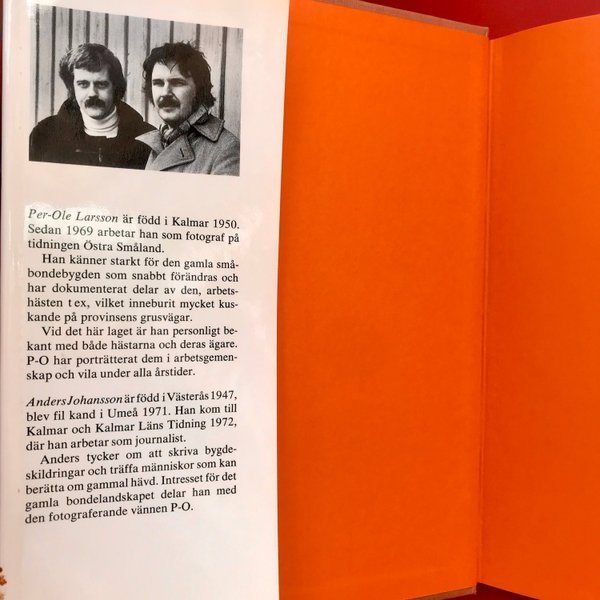 Per-Ole Larsson är född i Kalmar 1950.
Sedan 1969 arbetar han som fotograf på
tidningen Östra Småland.
Han känner starkt för den gamla små-
bondebygden som snabbt förändras och
har dokumenterat delar av den, arbets-
hästen t ex, vilket inneburit mycket kus-
kande på provinsens grusvägar.
Vid det här laget är han personligt be-
kant med både hästarna och deras ägare.
P-O har porträtterat dem i arbetsgemen-
skap och vila under alla årstider.
Anders Johansson är född i Västerås 1947,
blev fil kand i Umeå 1971. Han kom till
Kalmar och Kalmar Läns Tidning 1972,
där han arbetar som journalist.
Anders tycker om att skriva bygde-
skildringar och träffa människor som kan
berätta om gammal hävd. Intresset för det
gamla bondelandskapet delar han med
den fotograferande vännen P-O.